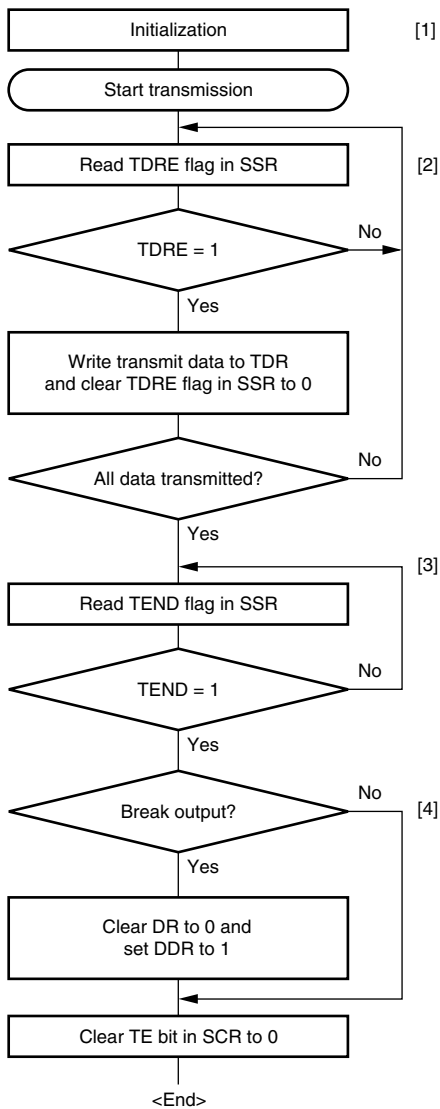 Initialization
[1]
Start transmission
Read TDRE flag in SSR
[2]
TDRE = 1
No
Yes
Write transmit data to TDR
and clear TDRE flag in SSR to 0
All data transmitted?
No
Yes
[3]
Read TEND flag in SSR
TEND = 1
No
Yes
Break output?
No
[4]
Yes
Clear DR to 0 and
set DDR to 1
Clear TE bit in SCR to 0
<End>